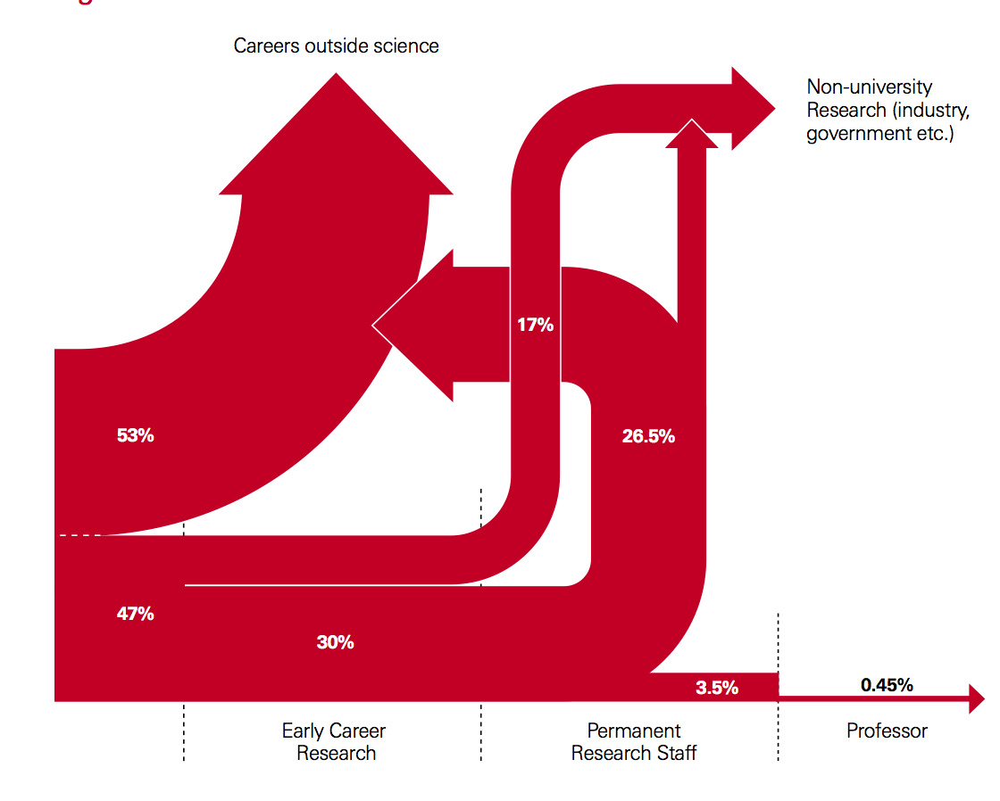 Careers outside science
Non-university
Research (industry,
government etc.)
17%
53%
26.5%
47%
30%
3.5%
0.45%
Early Career
Research
Permanent
Research Staff
Professor